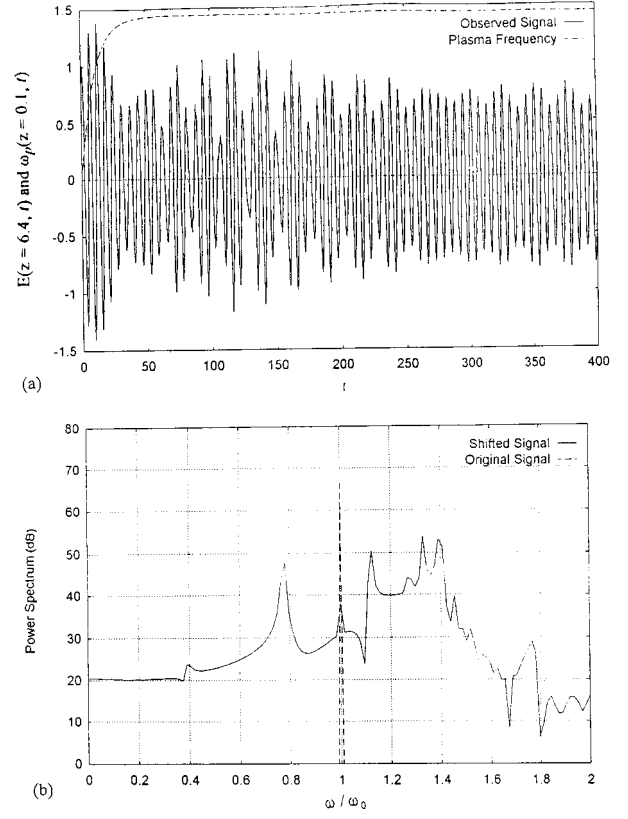 1.5
1
0.5
0
-0.5
-1
-1.5
E(z = 6.4, t) and ωp(z = 0.1, t)
Observed Signal
Plasma Frequency
0 50 100 150 200 250 300 350 400
t
(a)
80
70
60
50
40
30
20
10
0
Power Spectrum (dB)
Shifted Signal
Original Signal
0 0.2 0.4 0.6 0.8 1 1.2 1.4 1.6 1.8 2
ω / ω0
(b)